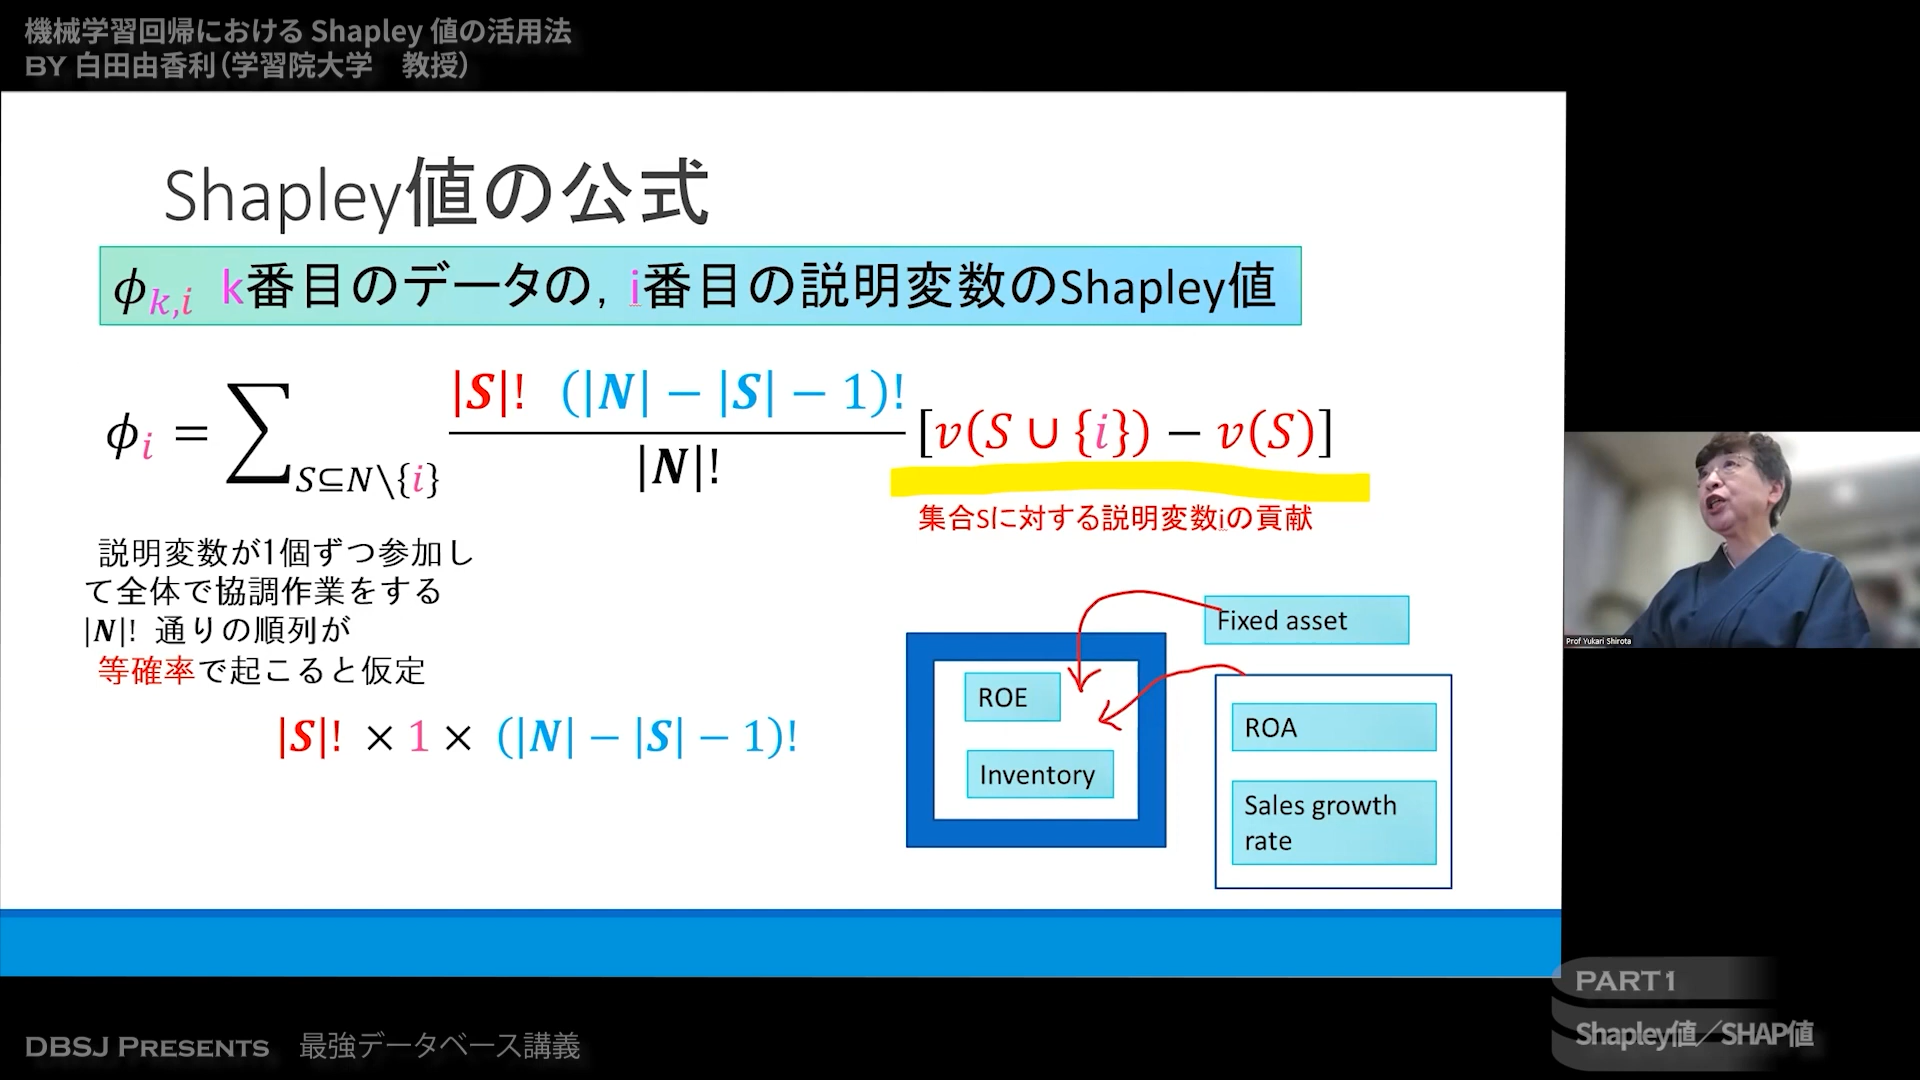 機械学習回帰における Shapley 値の活用法
BY 白田由香利(学習院大学　教授)
Shapley値の公式
ϕ_{k,i} k番目のデータの, i番目の説明変数のShapley値
ϕ_i = ∑_{S⊆N\{i}} |S|! (|N| − |S| − 1)! / |N|! [v(S ∪ {i}) − v(S)]
集合Sに対する説明変数iの貢献
説明変数が1個ずつ参加し
て全体で協調作業をする
|N|! 通りの順列が
等確率で起こると仮定
|S|! × 1 × (|N| − |S| − 1)!
Fixed asset
ROE
Inventory
ROA
Sales growth
rate
Prof Yukari Shirota
PART1
Shapley値／SHAP値
DBSJ PRESENTS　最強データベース講義